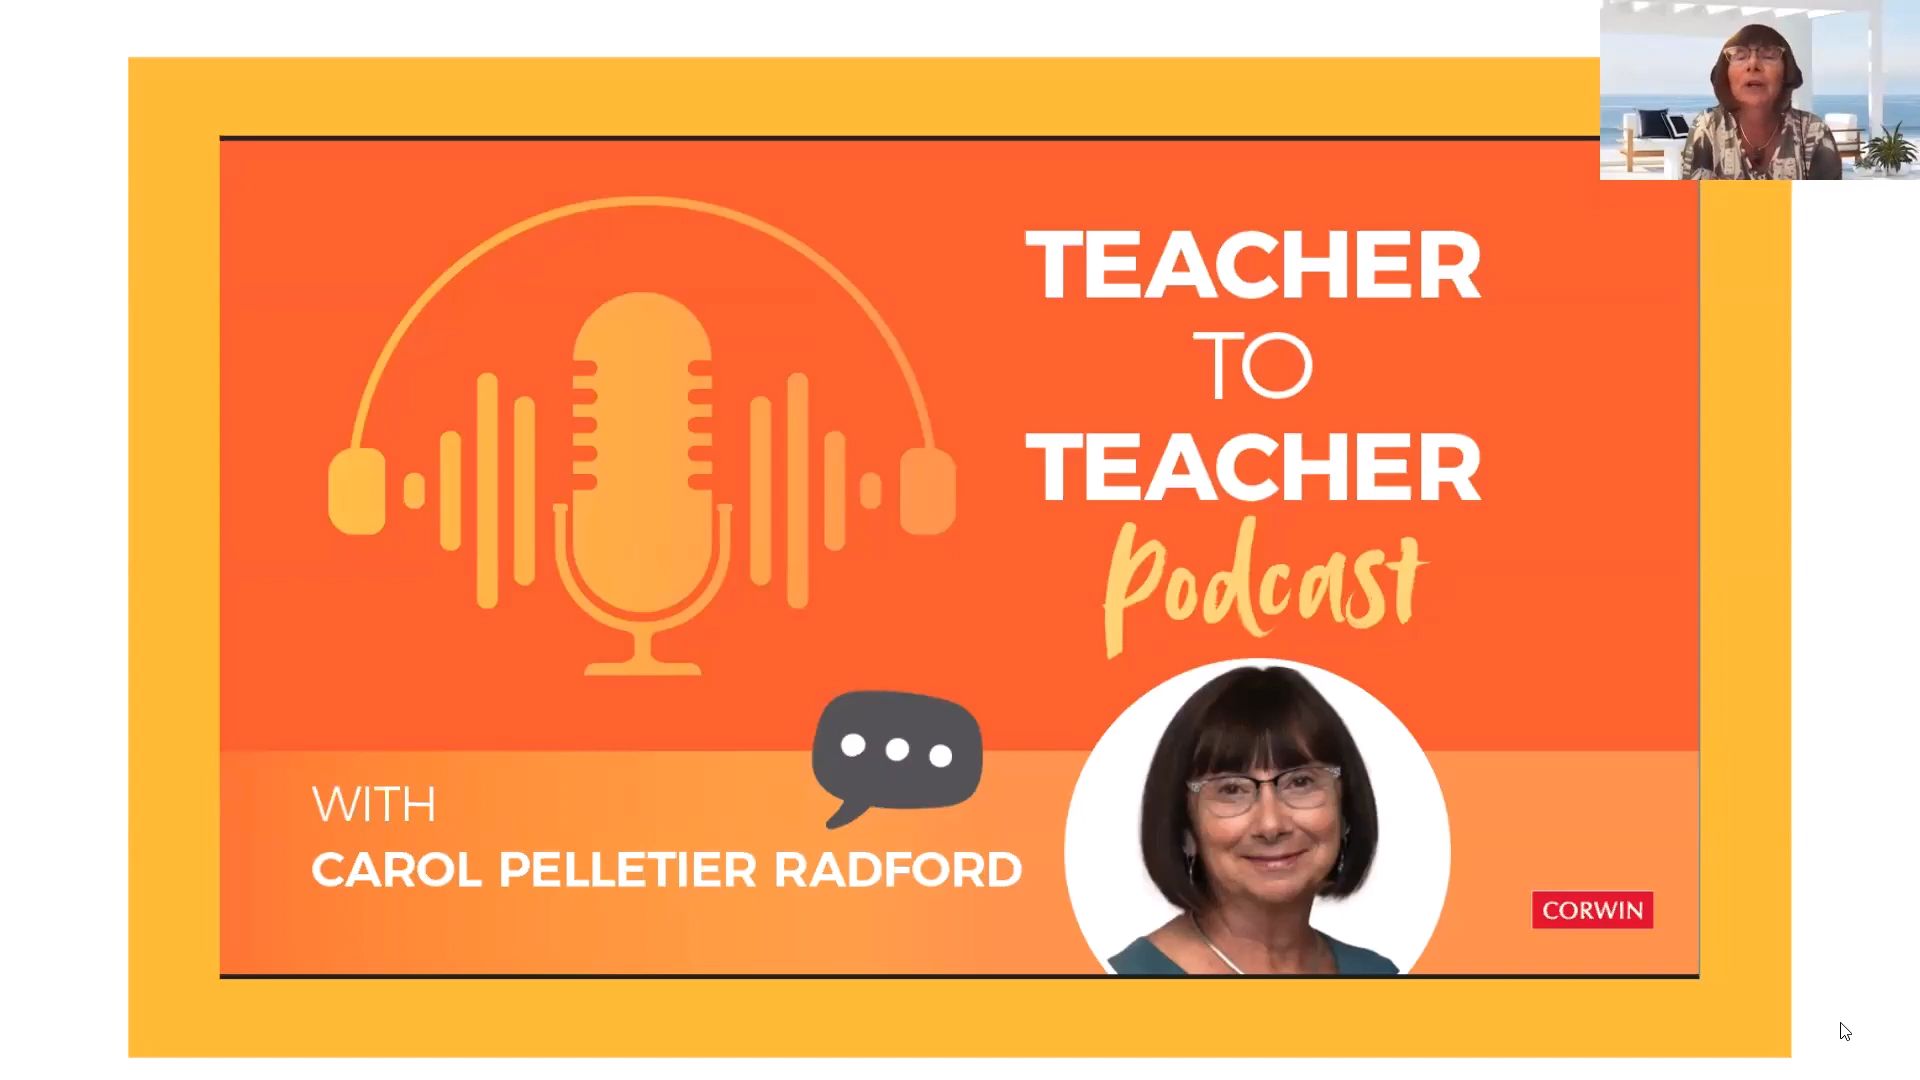 TEACHER
TO
TEACHER
Podcast
WITH
CAROL PELLETIER RADFORD
CORWIN